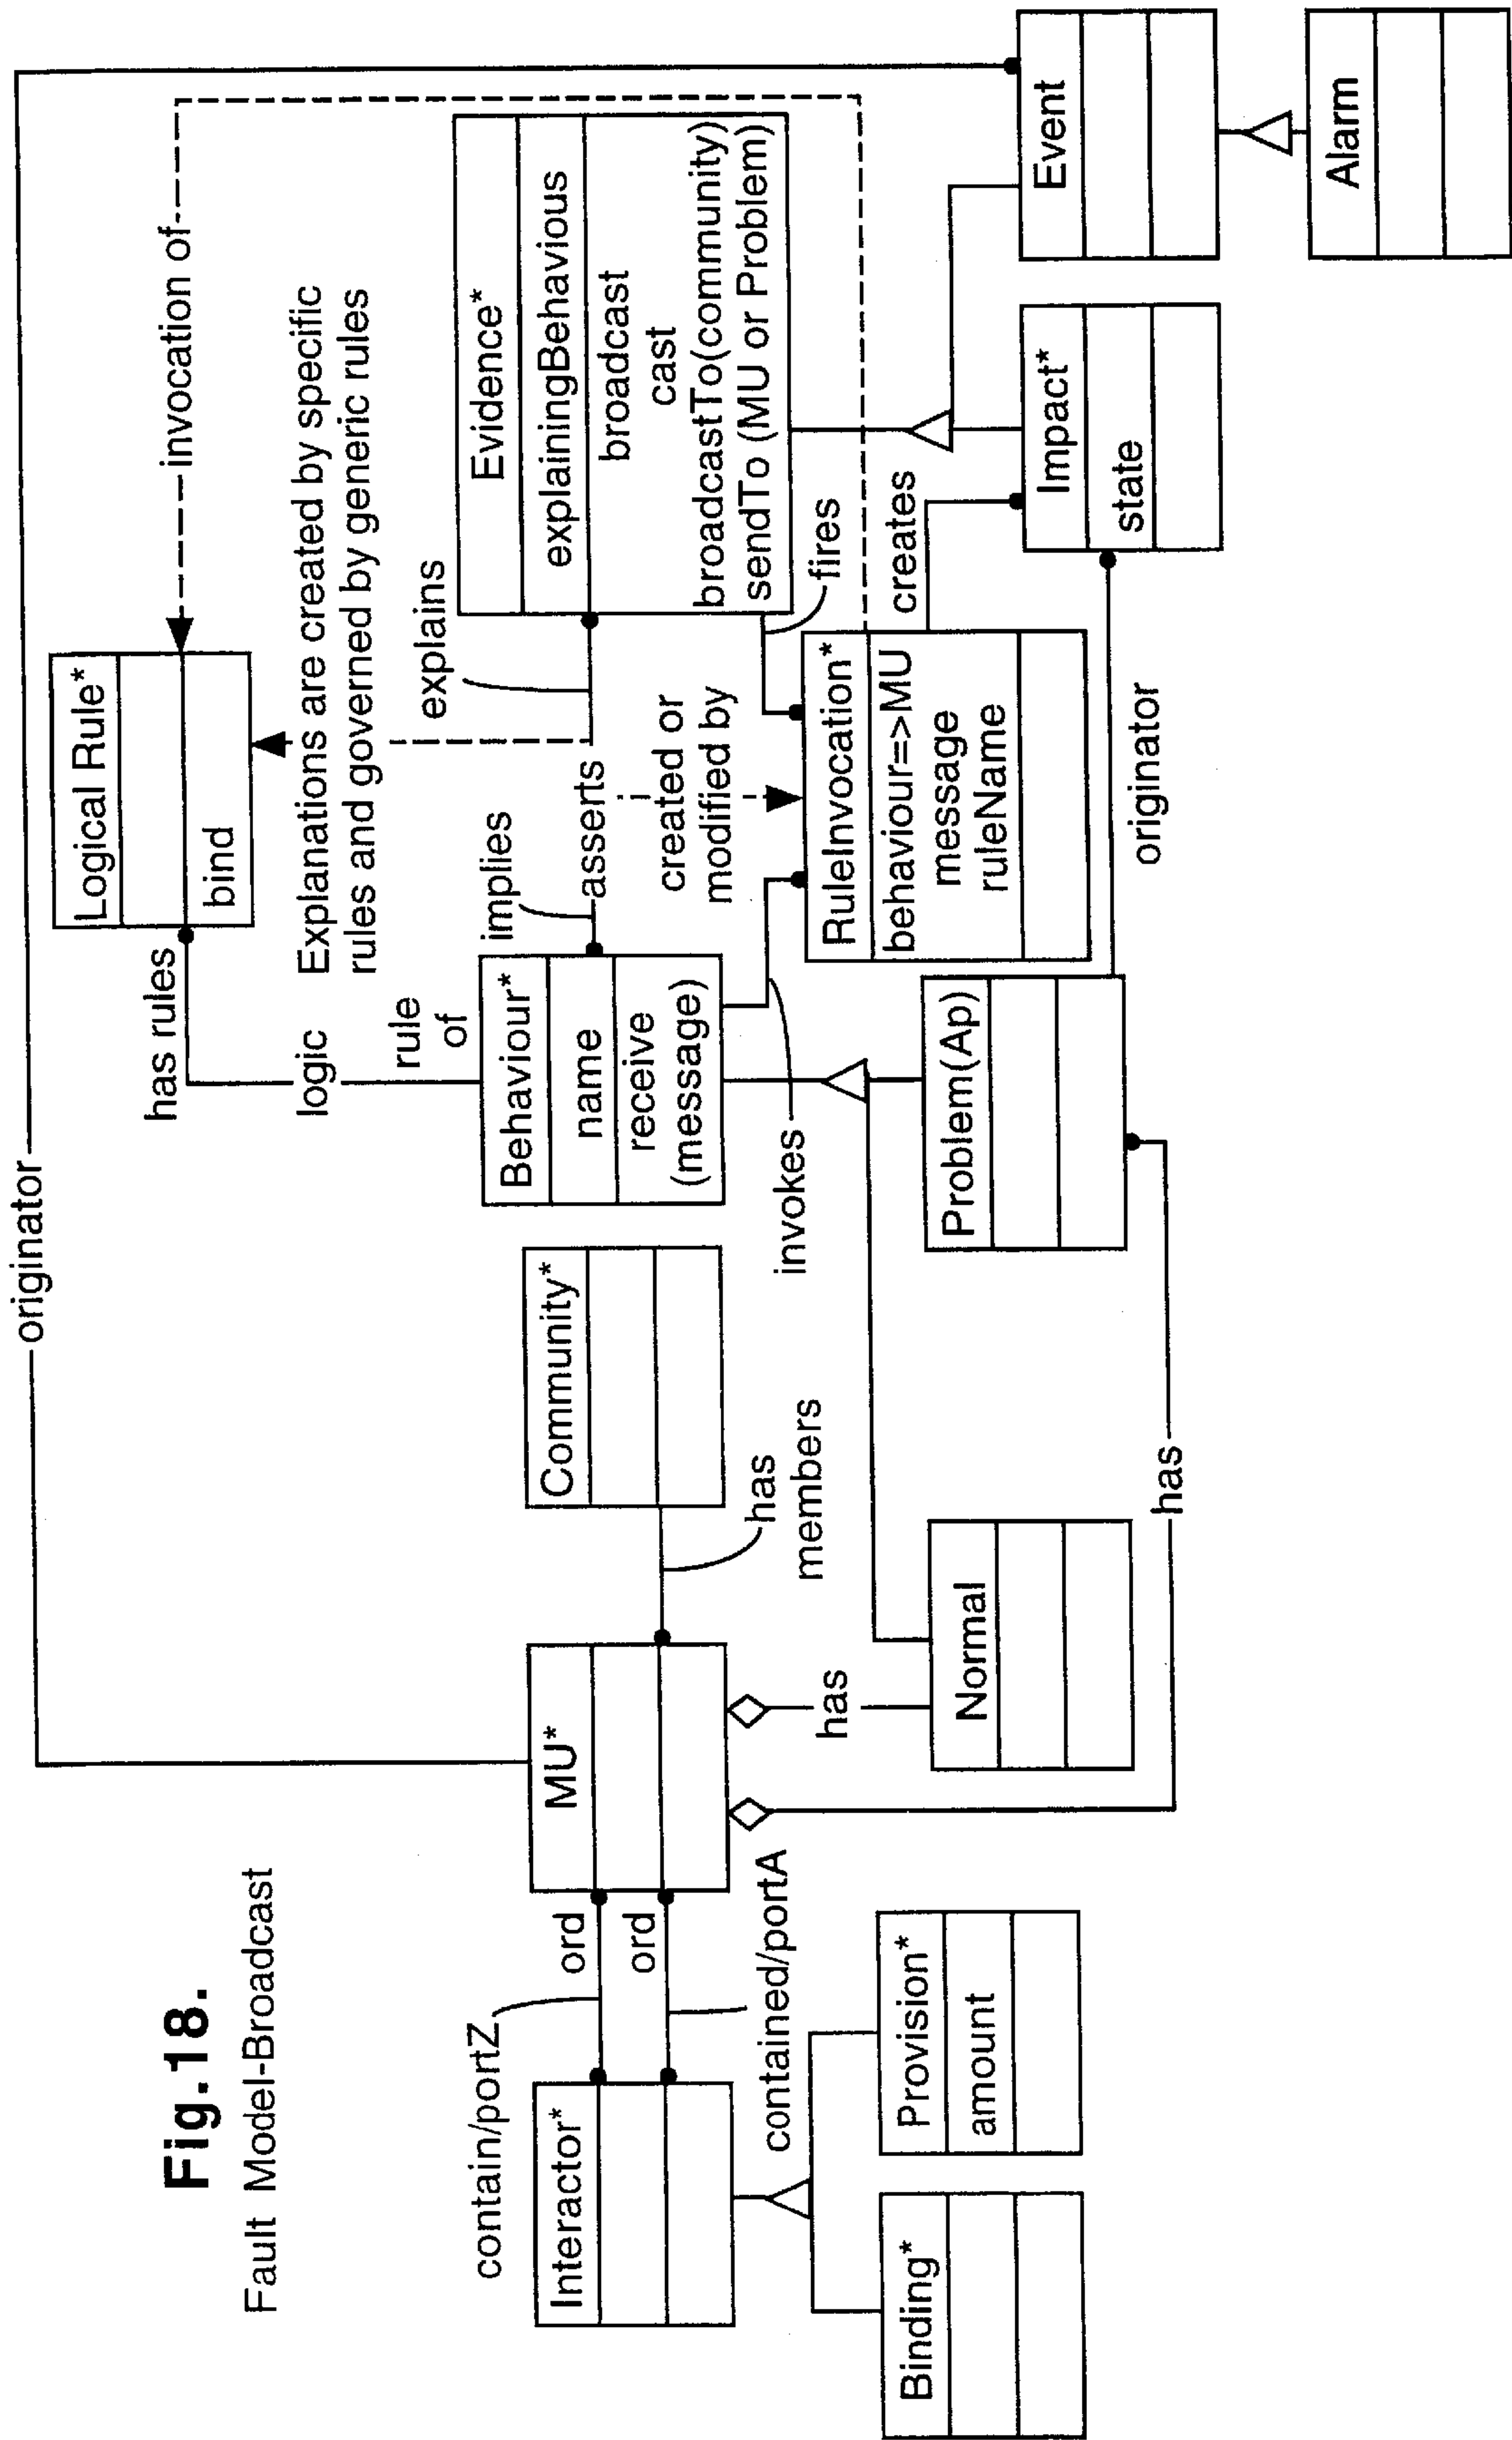 Fig.18.
Fault Model-Broadcast
originator
has rules
Logical Rule*
bind
invocation of
logic
Explanations are created by specific
rules and governed by generic rules
rule
of
explains
contain/portZ
ord
ord
contained/portA
Interactor*
MU*
has
members
Community*
Behaviour*
name
receive
(message)
implies
asserts
Evidence*
explainingBehavious
broadcast
cast
broadcastTo(community)
sendTo (MU or Problem)
created or
modified by
fires
invokes
RuleInvocation*
behaviour=>MU
message
ruleName
creates
Binding*
Provision*
amount
has
Normal
Problem(Ap)
has
originator
Impact*
state
Event
Alarm